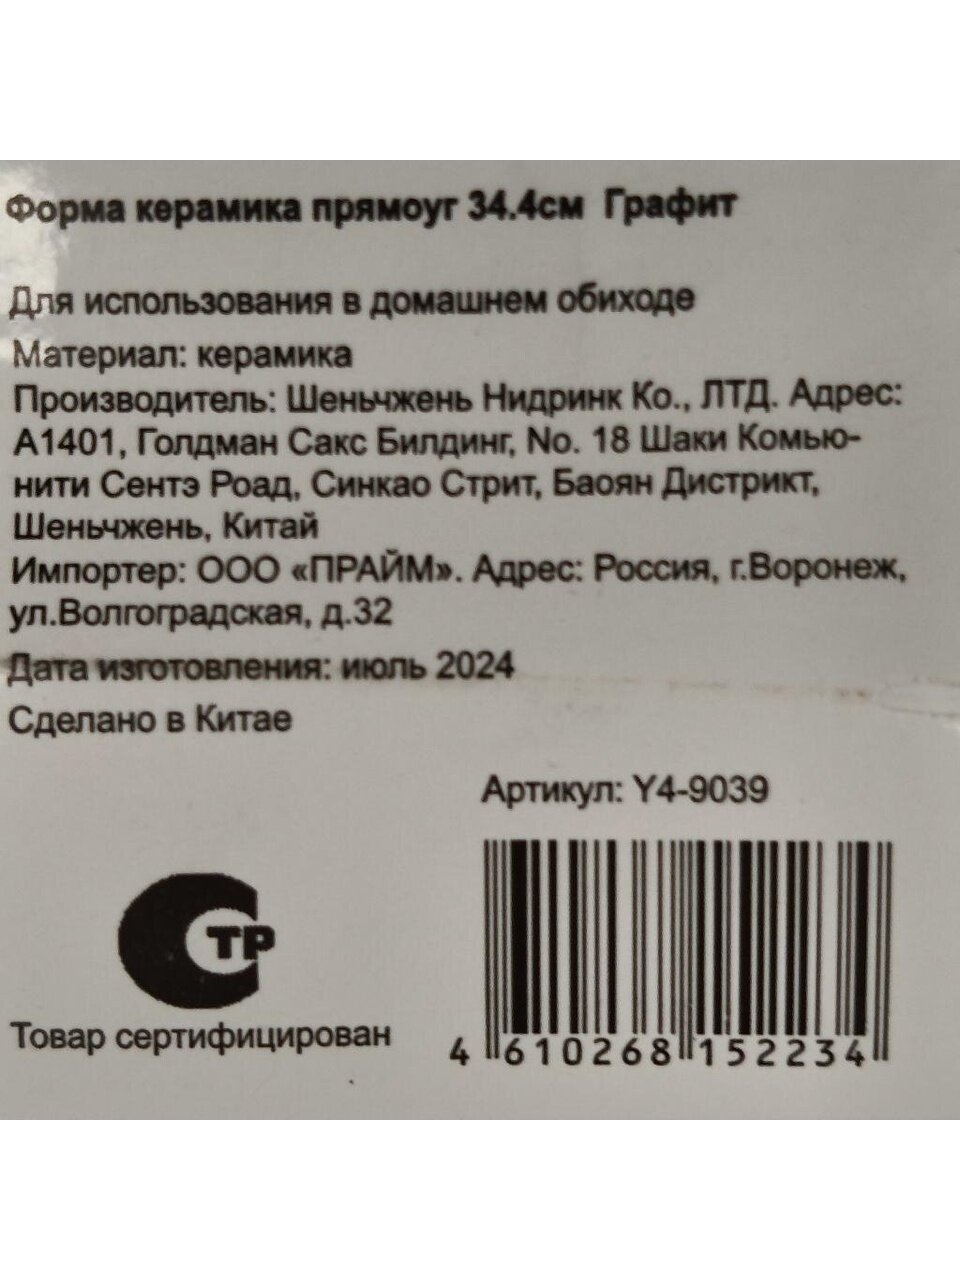 Форма керамика прямоуг 34.4см Графит
Для использования в домашнем обиходе
Материал: керамика
Производитель: Шеньчжень Нидринк Ко., ЛТД. Адрес:
А1401, Голдман Сакс Билдинг, No. 18 Шаки Комью-
нити Сентэ Роад, Синкао Стрит, Баоян Дистрикт,
Шеньчжень, Китай
Импортер: ООО «ПРАЙМ». Адрес: Россия, г.Воронеж,
ул.Волгоградская, д.32
Дата изготовления: июль 2024
Сделано в Китае
Артикул: Y4-9039
ТР
Товар сертифицирован
4 610268 152234